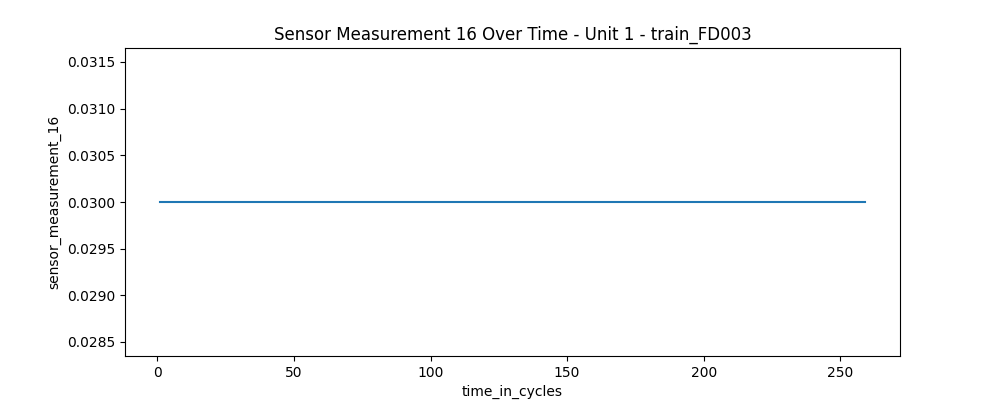 Sensor Measurement 16 Over Time - Unit 1 - train_FD003
sensor_measurement_16
0.0315
0.0310
0.0305
0.0300
0.0295
0.0290
0.0285
0 50 100 150 200 250
time_in_cycles